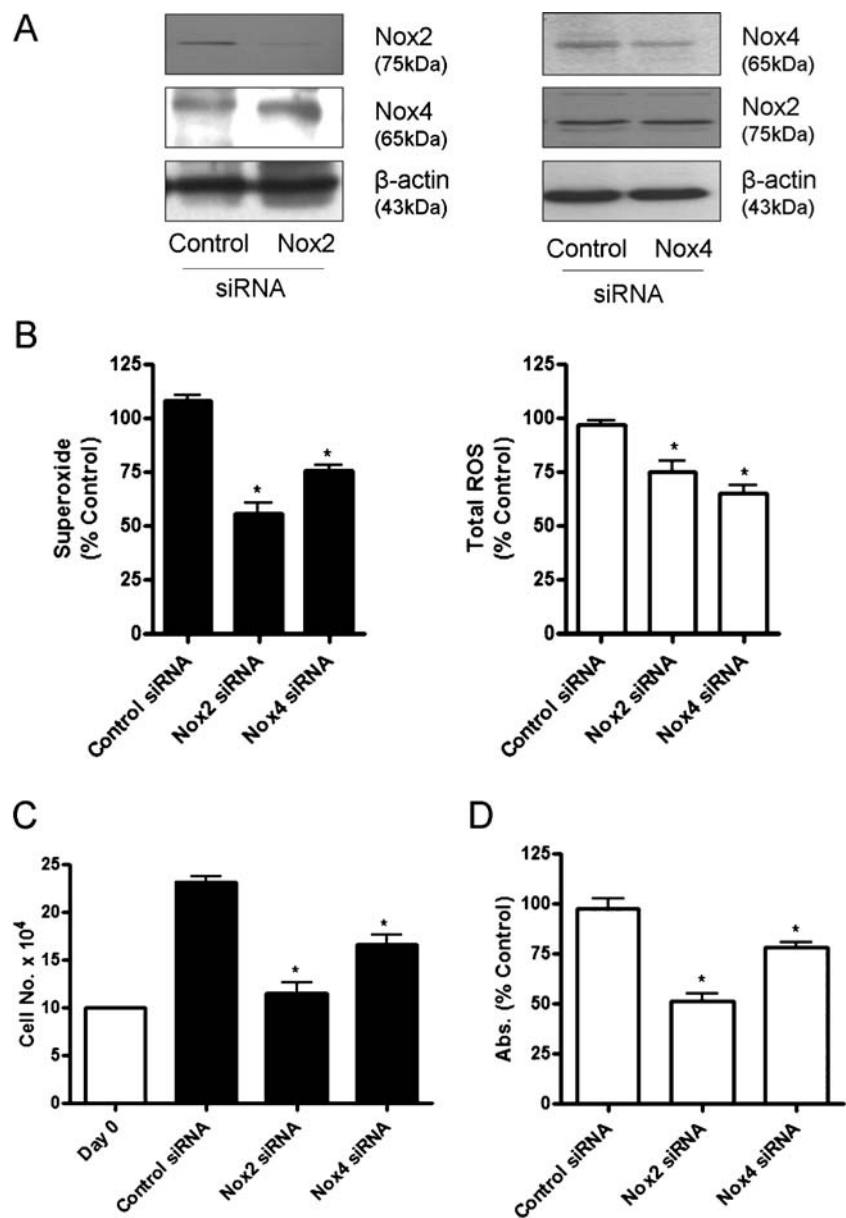 A
Nox2
(75kDa)
Nox4
(65kDa)
β-actin
(43kDa)
Control Nox2
siRNA
Nox4
(65kDa)
Nox2
(75kDa)
β-actin
(43kDa)
Control Nox4
siRNA
B
Superoxide
(% Control)
125
100
75
50
25
0
Control siRNA
Nox2 siRNA
Nox4 siRNA
*
*
Total ROS
(% Control)
125
100
75
50
25
0
Control siRNA
Nox2 siRNA
Nox4 siRNA
*
*
C
Cell No. x 10⁴
25
20
15
10
5
0
Day 0
Control siRNA
Nox2 siRNA
Nox4 siRNA
*
*
D
Abs. (% Control)
125
100
75
50
25
0
Control siRNA
Nox2 siRNA
Nox4 siRNA
*
*